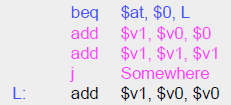 beq $at, $0, L
add $v1, $v0, $0
add $v1, $v1, $v1
j Somewhere
L: add $v1, $v0, $v0